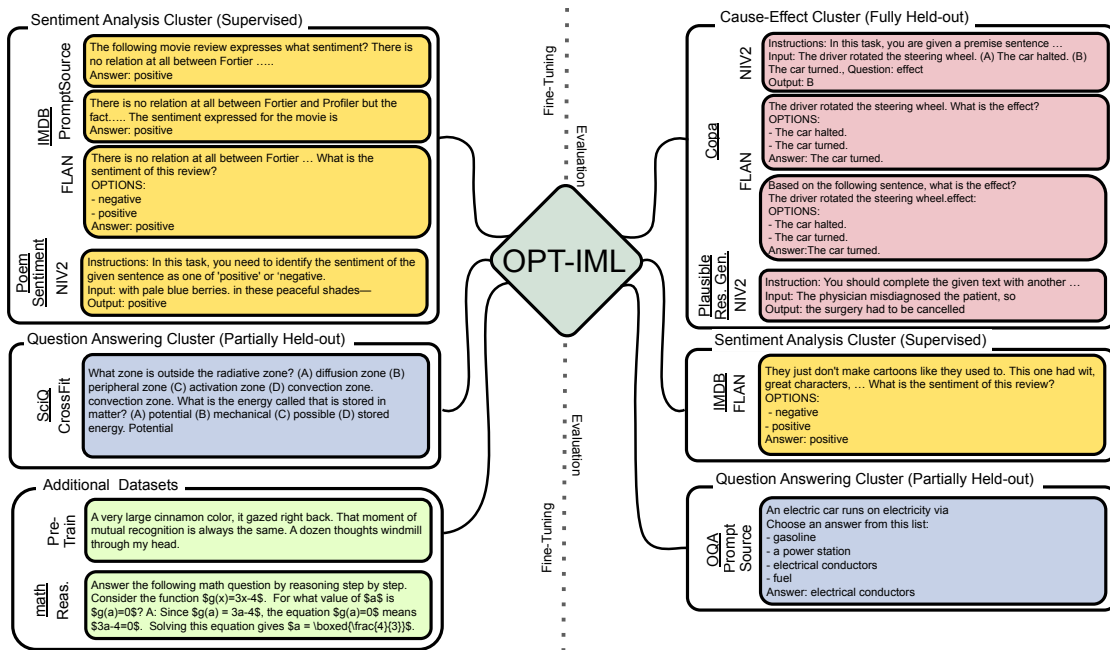 Sentiment Analysis Cluster (Supervised)
IMDB
PromptSource
The following movie review expresses what sentiment? There is
no relation at all between Fortier …..
Answer: positive
There is no relation at all between Fortier and Profiler but the
fact….. The sentiment expressed for the movie is
Answer: positive
FLAN
There is no relation at all between Fortier … What is the
sentiment of this review?
OPTIONS:
- negative
- positive
Answer: positive
Poem
Sentiment
NIV2
Instructions: In this task, you need to identify the sentiment of the
given sentence as one of 'positive' or 'negative.
Input: with pale blue berries. in these peaceful shades—
Output: positive
Question Answering Cluster (Partially Held-out)
SciQ
CrossFit
What zone is outside the radiative zone? (A) diffusion zone (B)
peripheral zone (C) activation zone (D) convection zone.
convection zone. What is the energy called that is stored in
matter? (A) potential (B) mechanical (C) possible (D) stored
energy. Potential
Additional Datasets
Pre-
Train
A very large cinnamon color, it gazed right back. That moment of
mutual recognition is always the same. A dozen thoughts windmill
through my head.
math
Reas.
Answer the following math question by reasoning step by step.
Consider the function $g(x)=3x-4$. For what value of $a$ is
$g(a)=0$? A: Since $g(a) = 3a-4$, the equation $g(a)=0$ means
$3a-4=0$. Solving this equation gives $a = \boxed{\frac{4}{3}}$.
Fine-Tuning
Evaluation
OPT-IML
Evaluation
Fine-Tuning
Cause-Effect Cluster (Fully Held-out)
Copa
NIV2
Instructions: In this task, you are given a premise sentence …
Input: The driver rotated the steering wheel. (A) The car halted. (B)
The car turned., Question: effect
Output: B
FLAN
The driver rotated the steering wheel. What is the effect?
OPTIONS:
- The car halted.
- The car turned.
Answer: The car turned.
Based on the following sentence, what is the effect?
The driver rotated the steering wheel.effect:
OPTIONS:
- The car halted.
- The car turned.
Answer:The car turned.
Plausible
Res. Gen.
NIV2
Instruction: You should complete the given text with another …
Input: The physician misdiagnosed the patient, so
Output: the surgery had to be cancelled
Sentiment Analysis Cluster (Supervised)
IMDB
FLAN
They just don't make cartoons like they used to. This one had wit,
great characters, … What is the sentiment of this review?
OPTIONS:
- negative
- positive
Answer: positive
Question Answering Cluster (Partially Held-out)
OQA
Prompt
Source
An electric car runs on electricity via
Choose an answer from this list:
- gasoline
- a power station
- electrical conductors
- fuel
Answer: electrical conductors